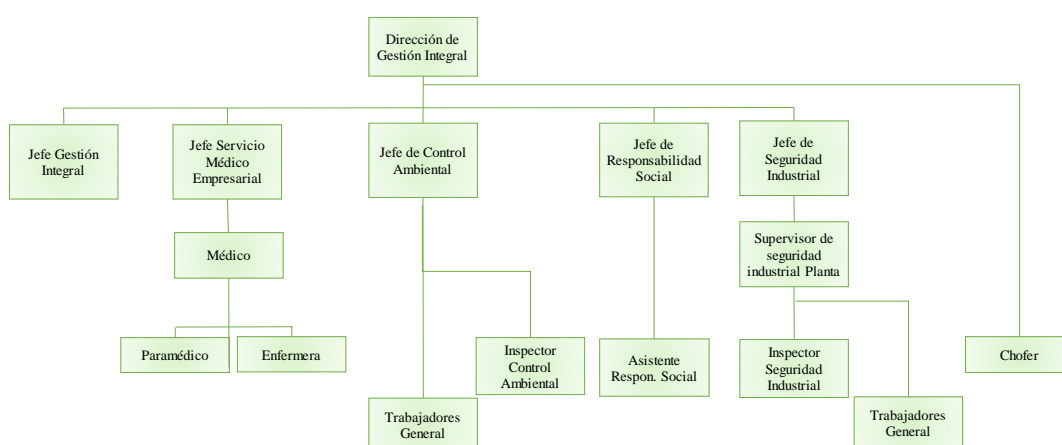 Dirección de
Gestión Integral
Jefe Gestión
Integral
Jefe Servicio
Médico
Empresarial
Jefe de Control
Ambiental
Jefe de
Responsabilidad
Social
Jefe de
Seguridad
Industrial
Médico
Supervisor de
seguridad
industrial Planta
Paramédico
Enfermera
Inspector
Control
Ambiental
Asistente
Respon. Social
Inspector
Seguridad
Industrial
Chofer
Trabajadores
General
Trabajadores
General